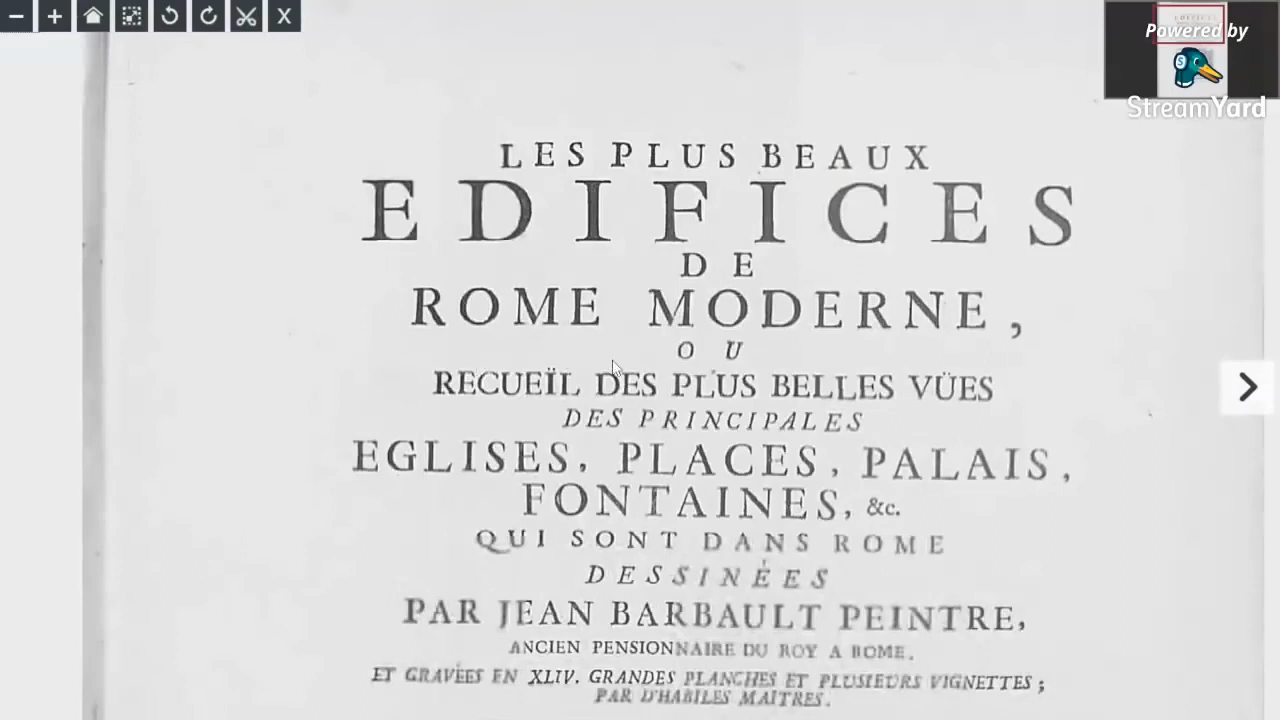 Powered by
StreamYard
LES PLUS BEAUX
EDIFICES
DE
ROME MODERNE,
OU
RECUEÏL DES PLUS BELLES VÜES
DES PRINCIPALES
EGLISES, PLACES, PALAIS,
FONTAINES, &c.
QUI SONT DANS ROME
DESSINÉES
PAR JEAN BARBAULT PEINTRE,
ANCIEN PENSIONNAIRE DU ROY A ROME.
ET GRAVÉES EN XLIV. GRANDES PLANCHES ET PLUSIEURS VIGNETTES;
PAR D'HABILES MAITRES.